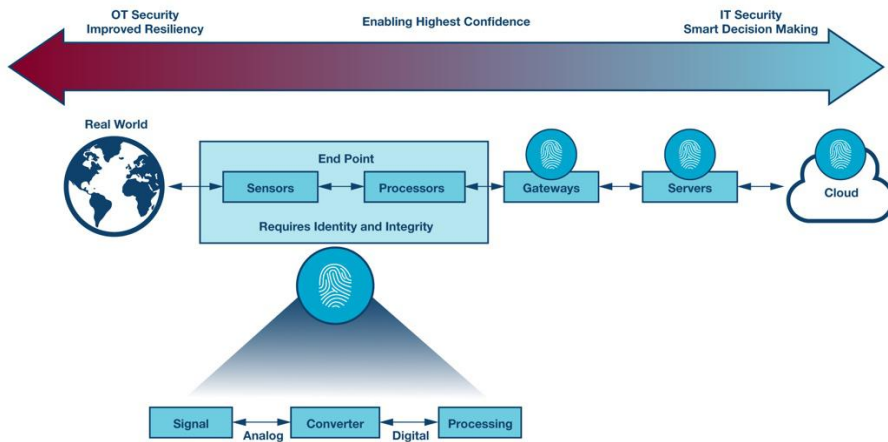 OT Security
Improved Resiliency
Enabling Highest Confidence
IT Security
Smart Decision Making
Real World
End Point
Sensors
Processors
Gateways
Servers
Cloud
Requires Identity and Integrity
Signal
Analog
Converter
Digital
Processing